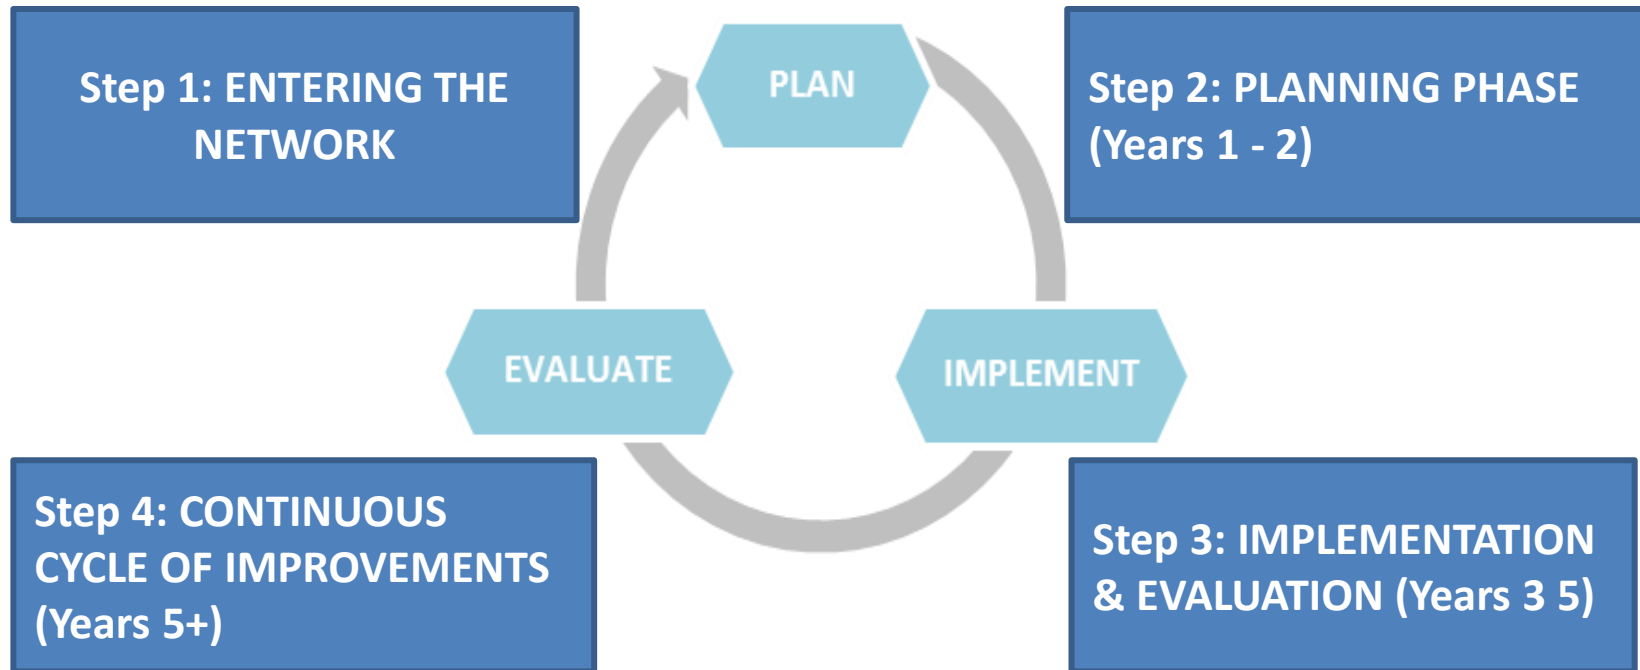 Step 1: ENTERING THE
NETWORK
PLAN
Step 2: PLANNING PHASE
(Years 1 - 2)
EVALUATE
IMPLEMENT
Step 4: CONTINUOUS
CYCLE OF IMPROVEMENTS
(Years 5+)
Step 3: IMPLEMENTATION
& EVALUATION (Years 3 5)